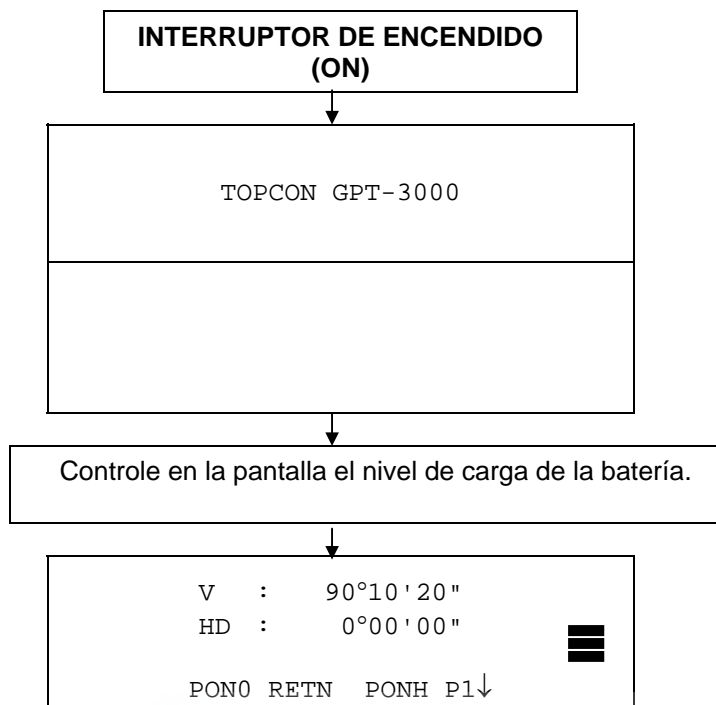 INTERRUPTOR DE ENCENDIDO
(ON)
TOPCON GPT-3000
Controle en la pantalla el nivel de carga de la batería.
V : 90°10'20"
HD : 0°00'00"
PON0 RETN PONH P1↓